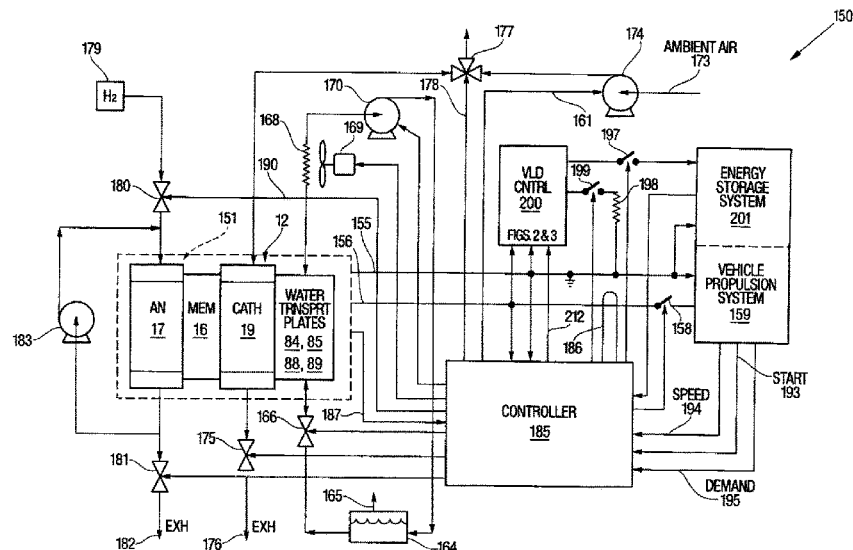 150
179
H2
177
174
AMBIENT AIR
173
170
178
161
168
169
197
190
VLD
CNTRL
200
FIGS. 2 & 3
199
198
ENERGY
STORAGE
SYSTEM
201
180
151
12
155
156
VEHICLE
PROPULSION
SYSTEM
159
AN
17
MEM
16
CATH
19
WATER
TRNSPRT
PLATES
84, 85
88, 89
183
212
186
158
START
193
SPEED
194
CONTROLLER
185
187
166
175
181
165
DEMAND
195
EXH
182
EXH
176
164